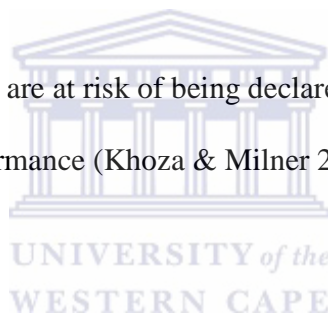 are at risk of being declare
rmance (Khoza & Milner 2
UNIVERSITY of the
WESTERN CAPE